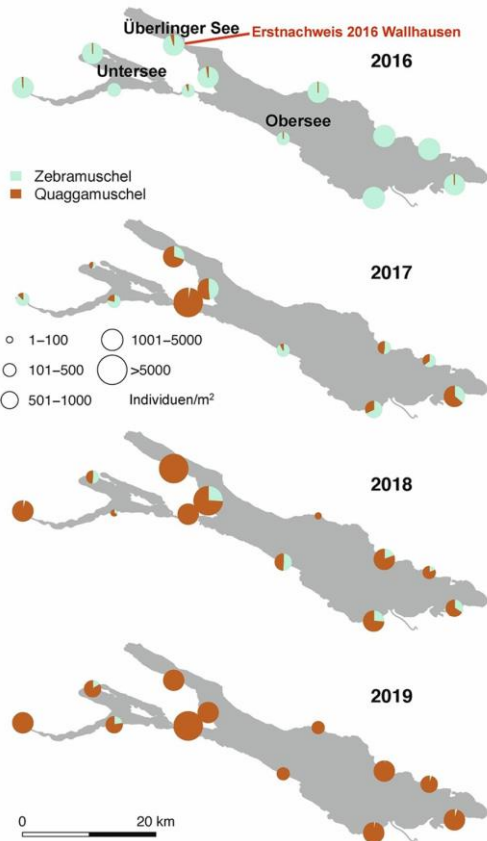 Überlinger See
Erstnachweis 2016 Wallhausen
2016
Untersee
Obersee
Zebramuschel
Quaggamuschel
2017
1–100
1001–5000
101–500
>5000
501–1000
Individuen/m²
2018
2019
0 20 km